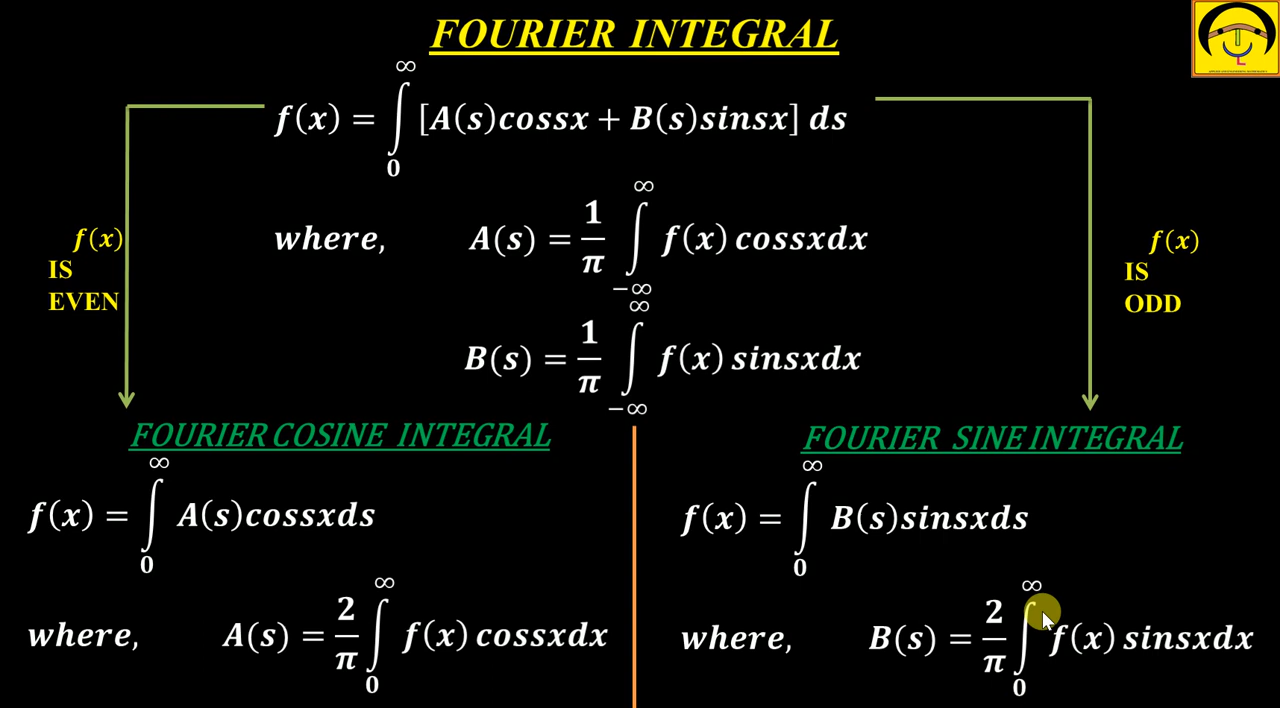 FOURIER INTEGRAL
f(x) = ∫₀^∞ [A(s)cossx + B(s)sinsx] ds
where, A(s) = 1/π ∫₋∞^∞ f(x) cossxdx
f(x)
IS
EVEN
f(x)
IS
ODD
B(s) = 1/π ∫₋∞^∞ f(x) sinsxdx
FOURIER COSINE INTEGRAL
f(x) = ∫₀^∞ A(s)cossxds
where, A(s) = 2/π ∫₀^∞ f(x) cossxdx
FOURIER SINE INTEGRAL
f(x) = ∫₀^∞ B(s)sinsxds
where, B(s) = 2/π ∫₀^∞ f(x) sinsxdx